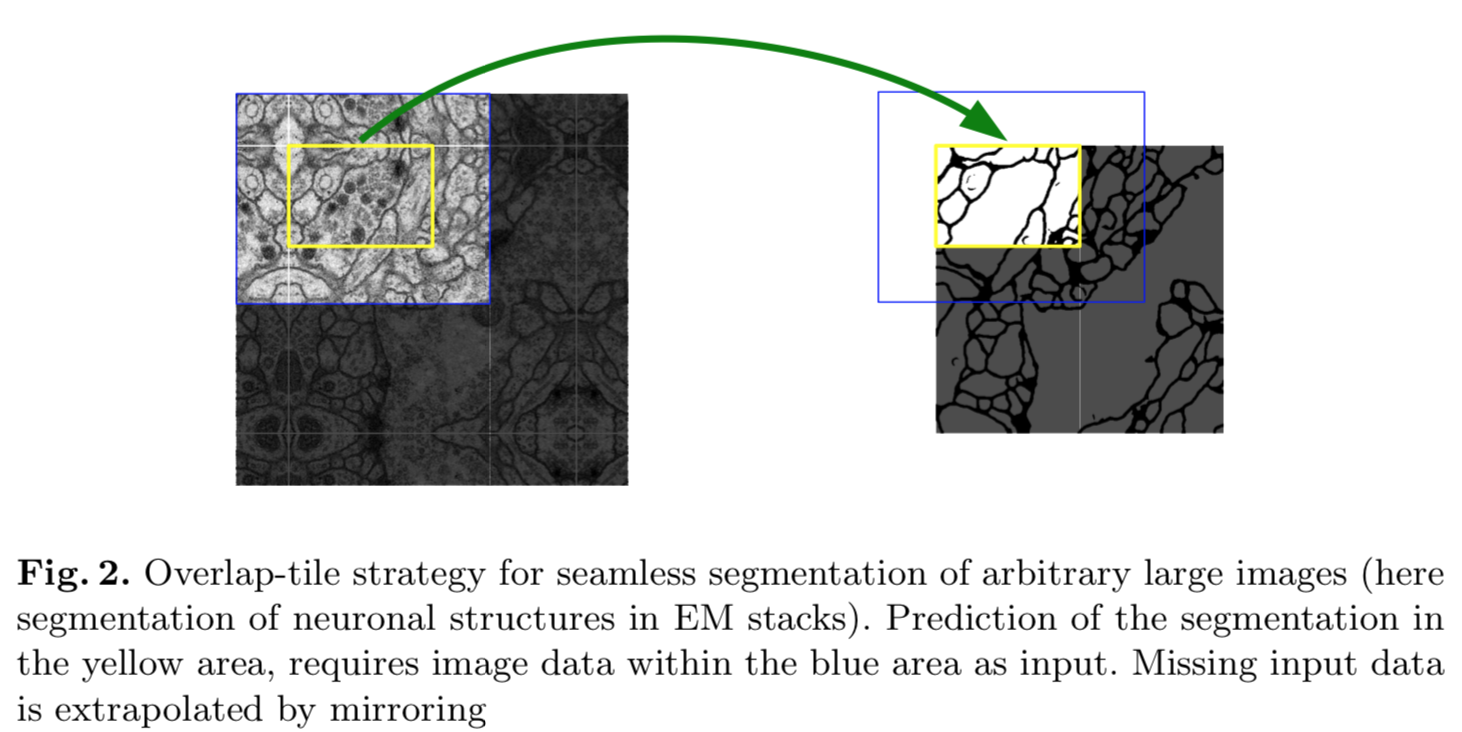 Fig. 2. Overlap-tile strategy for seamless segmentation of arbitrary large images (here
segmentation of neuronal structures in EM stacks). Prediction of the segmentation in
the yellow area, requires image data within the blue area as input. Missing input data
is extrapolated by mirroring